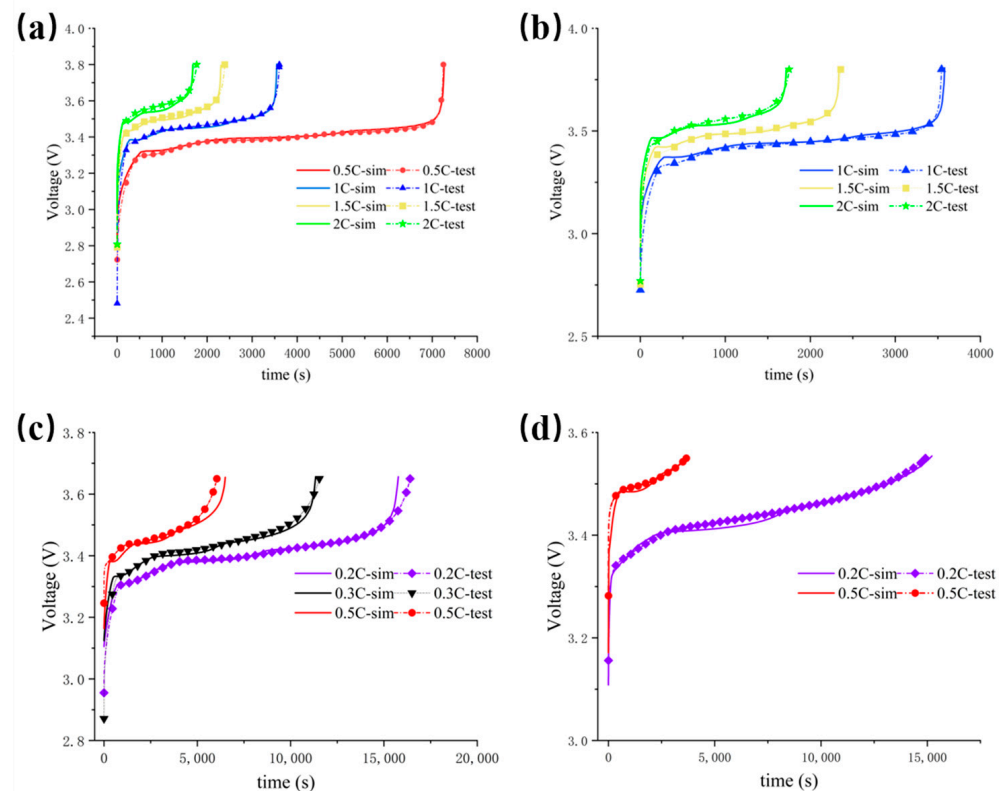 (a)
4.0
3.8
3.6
3.4
3.2
3.0
2.8
2.6
2.4
Voltage (V)
0.5C-sim 0.5C-test
1C-sim 1C-test
1.5C-sim 1.5C-test
2C-sim 2C-test
0 1000 2000 3000 4000 5000 6000 7000 8000
time (s)
(b)
4.0
3.5
3.0
2.5
Voltage (V)
1C-sim 1C-test
1.5C-sim 1.5C-test
2C-sim 2C-test
0 1000 2000 3000 4000
time (s)
(c)
3.8
3.6
3.4
3.2
3.0
2.8
Voltage (V)
0.2C-sim 0.2C-test
0.3C-sim 0.3C-test
0.5C-sim 0.5C-test
0 5,000 10,000 15,000 20,000
time (s)
(d)
3.6
3.4
3.2
3.0
Voltage (V)
0.2C-sim 0.2C-test
0.5C-sim 0.5C-test
0 5,000 10,000 15,000
time (s)